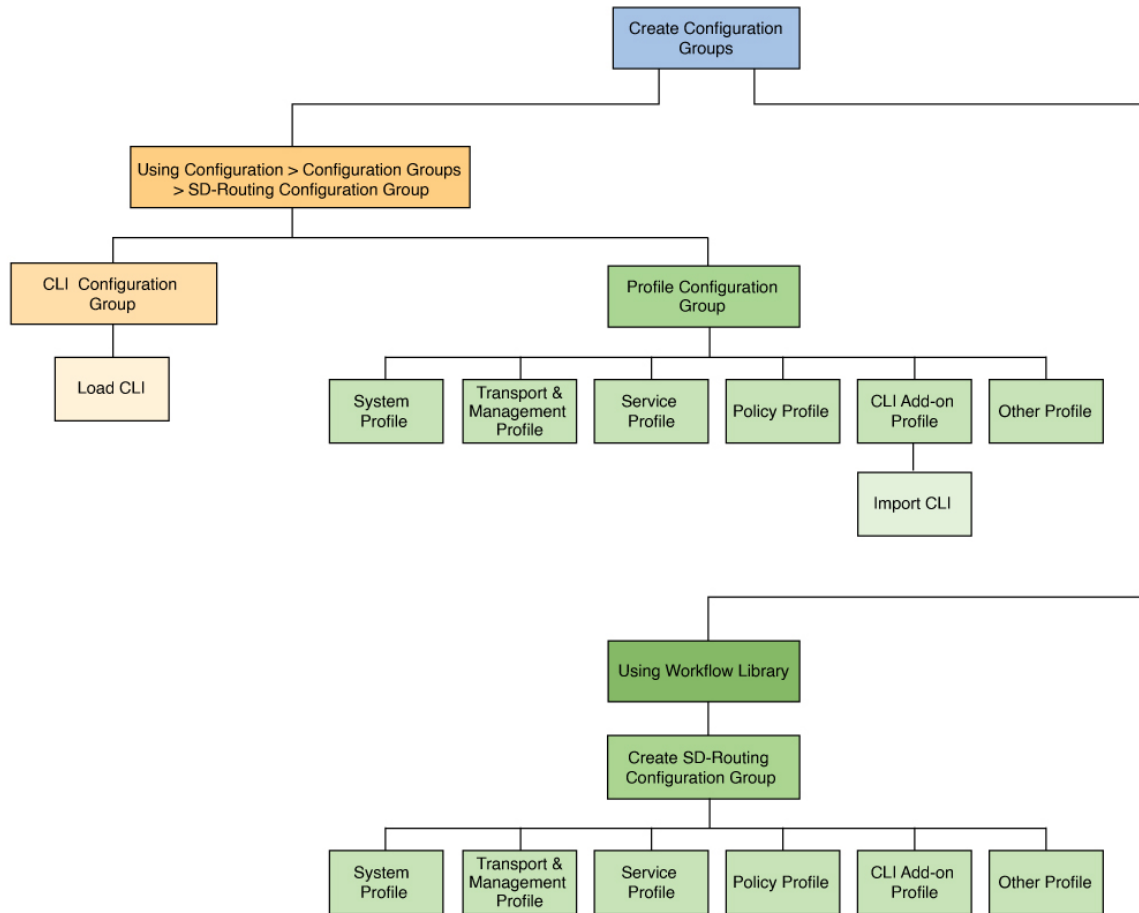 Create Configuration
Groups
Using Configuration > Configuration Groups
> SD-Routing Configuration Group
CLI Configuration
Group
Profile Configuration
Group
Load CLI
System
Profile
Transport &
Management
Profile
Service
Profile
Policy Profile
CLI Add-on
Profile
Other Profile
Import CLI
Using Workflow Library
Create SD-Routing
Configuration Group
System
Profile
Transport &
Management
Profile
Service
Profile
Policy Profile
CLI Add-on
Profile
Other Profile